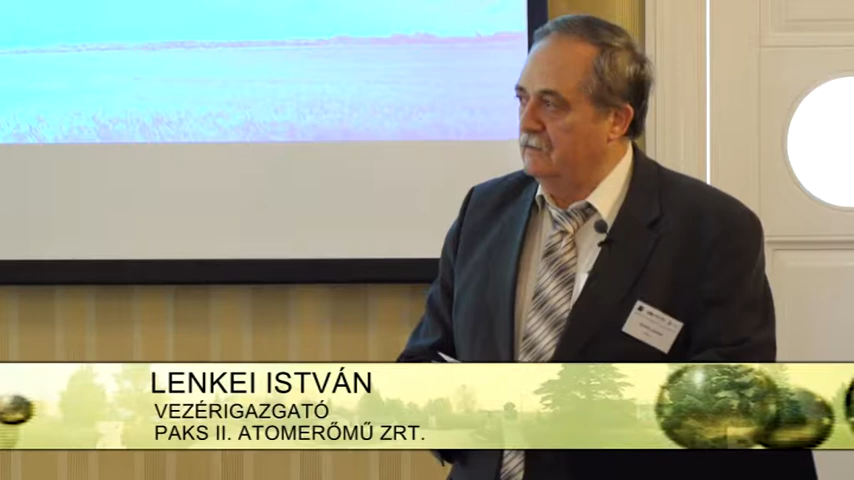 LENKEI ISTVÁN
VEZÉRIGAZGATÓ
PAKS II. ATOMERŐMŰ ZRT.